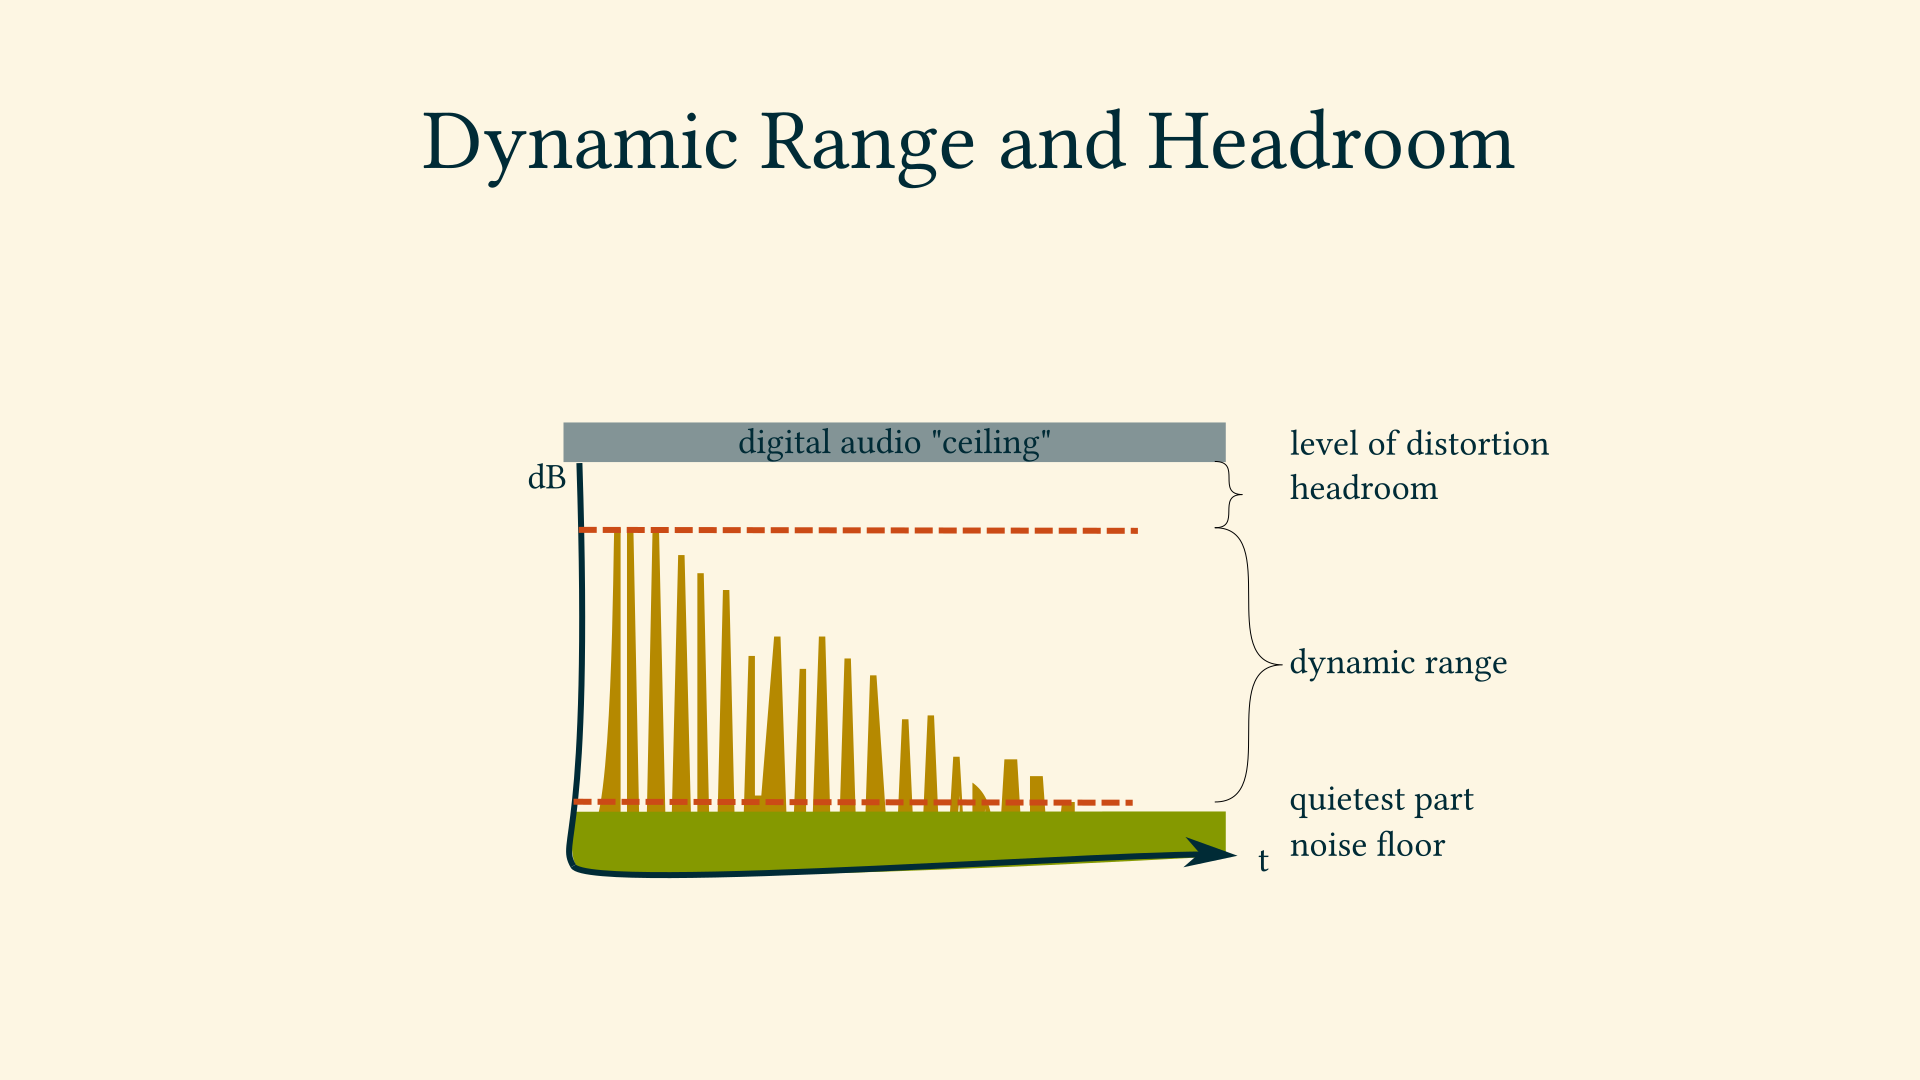 Dynamic Range and Headroom
digital audio "ceiling"
level of distortion
dB
headroom
dynamic range
quietest part
noise floor
t